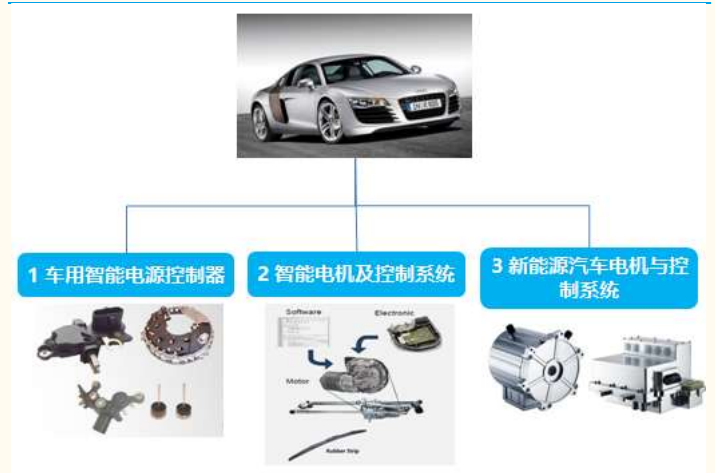 1 车用智能电源控制器
2 智能电机及控制系统
3 新能源汽车电机与控
制系统
Software
Electronic
Motor
Rubber Strip